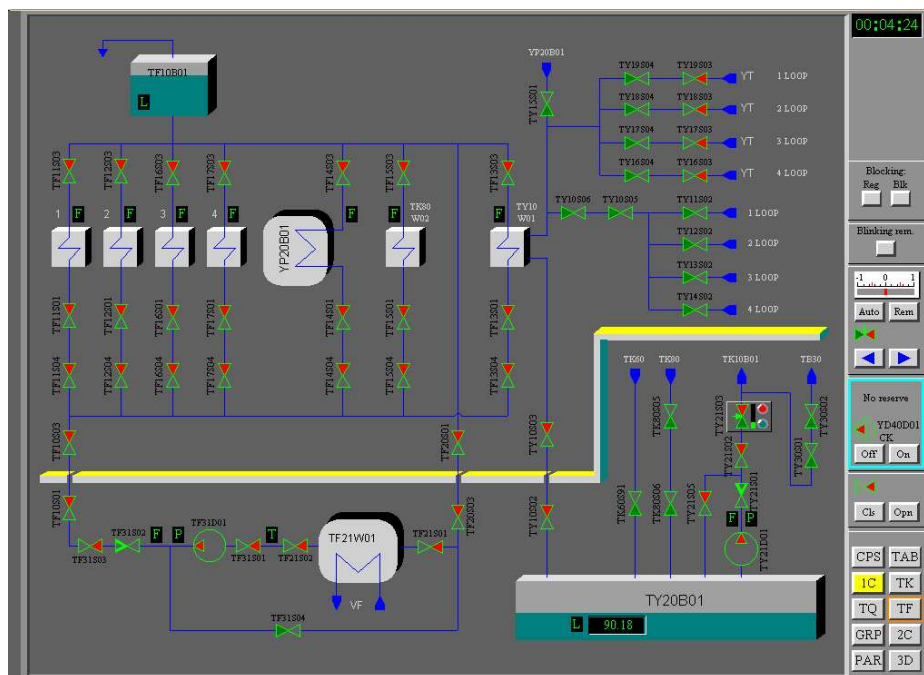 00:04:24
TF10B01
L
YP20B01
TY15S01
TY19S04 TY19S03 YT 1 LOOP
TY18S04 TY18S03 YT 2 LOOP
TY17S04 TY17S03 YT 3 LOOP
TY16S04 TY16S03 YT 4 LOOP
TF11S03 TF12S03 TF16S03 TF17S03 TF14S03 TF15S03 TF13S03
Blocking:
Reg Blk
TY10S06 TY10S05 TY11S02 1 LOOP
1 F 2 F 3 F 4 F F F TK80 F TY10
W02 W01
YP20B01
TY12S02 2 LOOP
TY13S02 3 LOOP
TY14S02 4 LOOP
Blinking rem.
-1 0 1
Auto Rem
TF11S01 TF12S01 TF16S01 TF17S01 TF14S01 TF15S01 TF13S01
TF11S04 TF12S04 TF16S04 TF17S04 TF14S04 TF15S04 TF13S04
TK60 TK80 TK10B01 TB30
No reserve
YD40D01
CK
Off On
TF10S03 TF20S01 TY10S03 TK80S05 TY21S03 TY30S02
TY21S02 TY30S01
TF10S01 TF20S03 TY10S02 TK60S91 TK80S06 TY21S05 TY21S01
Cls Opn
TF31S02 F P TF31D01 T F P
TF31S03 TF31S01 TF21S02 TF21W01 TF21S01 TY21D01
VF
TF31S04
TY20B01
L 90.18
CPS TAB
1C TK
TQ TF
GRP 2C
PAR 3D